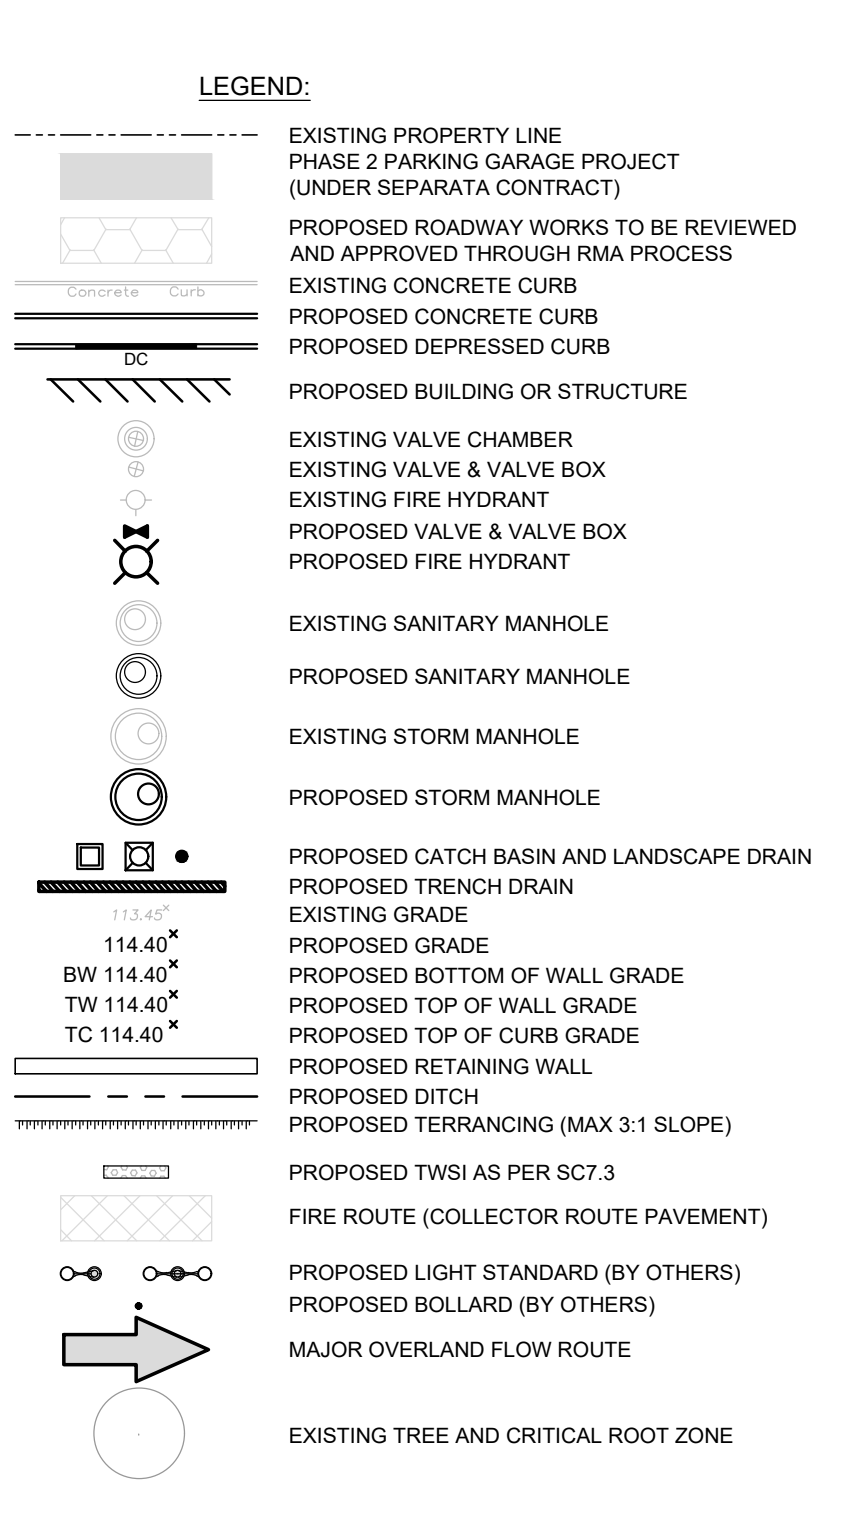 LEGEND:
EXISTING PROPERTY LINE
PHASE 2 PARKING GARAGE PROJECT
(UNDER SEPARATA CONTRACT)
PROPOSED ROADWAY WORKS TO BE REVIEWED
AND APPROVED THROUGH RMA PROCESS
Concrete Curb EXISTING CONCRETE CURB
PROPOSED CONCRETE CURB
PROPOSED DEPRESSED CURB
DC
PROPOSED BUILDING OR STRUCTURE
EXISTING VALVE CHAMBER
EXISTING VALVE & VALVE BOX
EXISTING FIRE HYDRANT
PROPOSED VALVE & VALVE BOX
PROPOSED FIRE HYDRANT
EXISTING SANITARY MANHOLE
PROPOSED SANITARY MANHOLE
EXISTING STORM MANHOLE
PROPOSED STORM MANHOLE
PROPOSED CATCH BASIN AND LANDSCAPE DRAIN
PROPOSED TRENCH DRAIN
113.45× EXISTING GRADE
114.40× PROPOSED GRADE
BW 114.40× PROPOSED BOTTOM OF WALL GRADE
TW 114.40× PROPOSED TOP OF WALL GRADE
TC 114.40× PROPOSED TOP OF CURB GRADE
PROPOSED RETAINING WALL
PROPOSED DITCH
PROPOSED TERRANCING (MAX 3:1 SLOPE)
PROPOSED TWSI AS PER SC7.3
FIRE ROUTE (COLLECTOR ROUTE PAVEMENT)
PROPOSED LIGHT STANDARD (BY OTHERS)
PROPOSED BOLLARD (BY OTHERS)
MAJOR OVERLAND FLOW ROUTE
EXISTING TREE AND CRITICAL ROOT ZONE